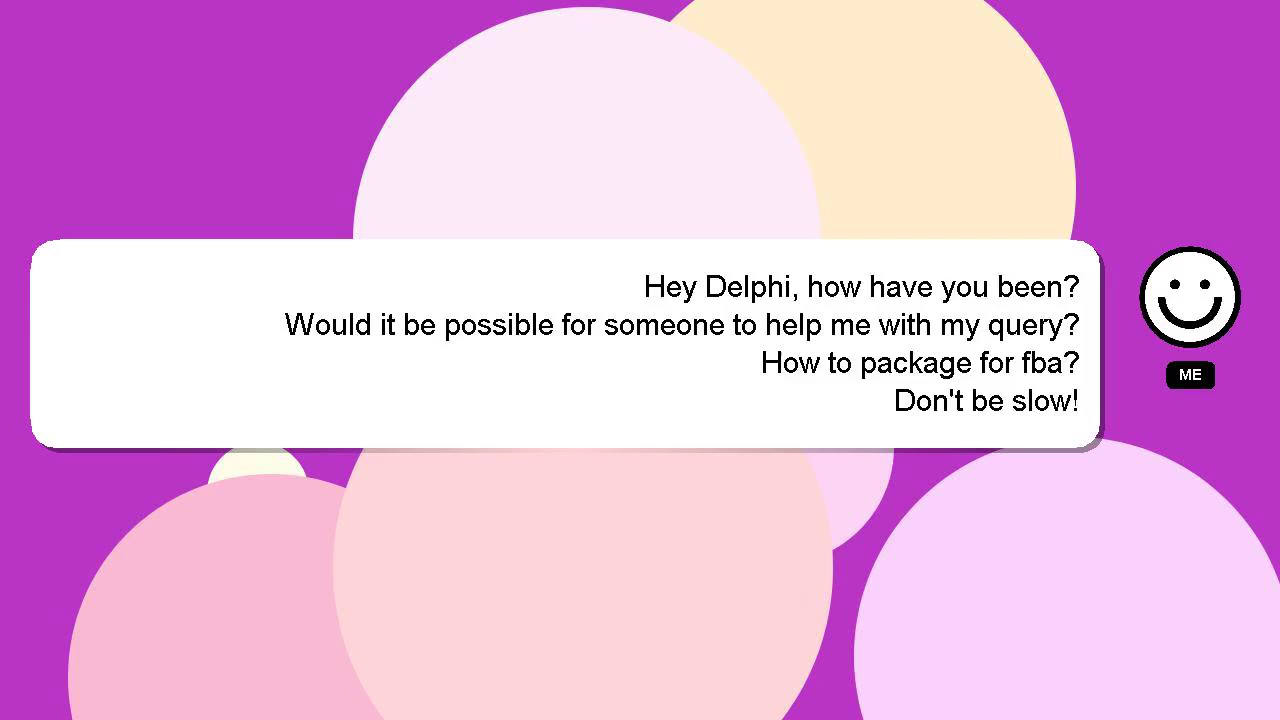 Hey Delphi, how have you been?
Would it be possible for someone to help me with my query?
How to package for fba?
Don't be slow!
ME